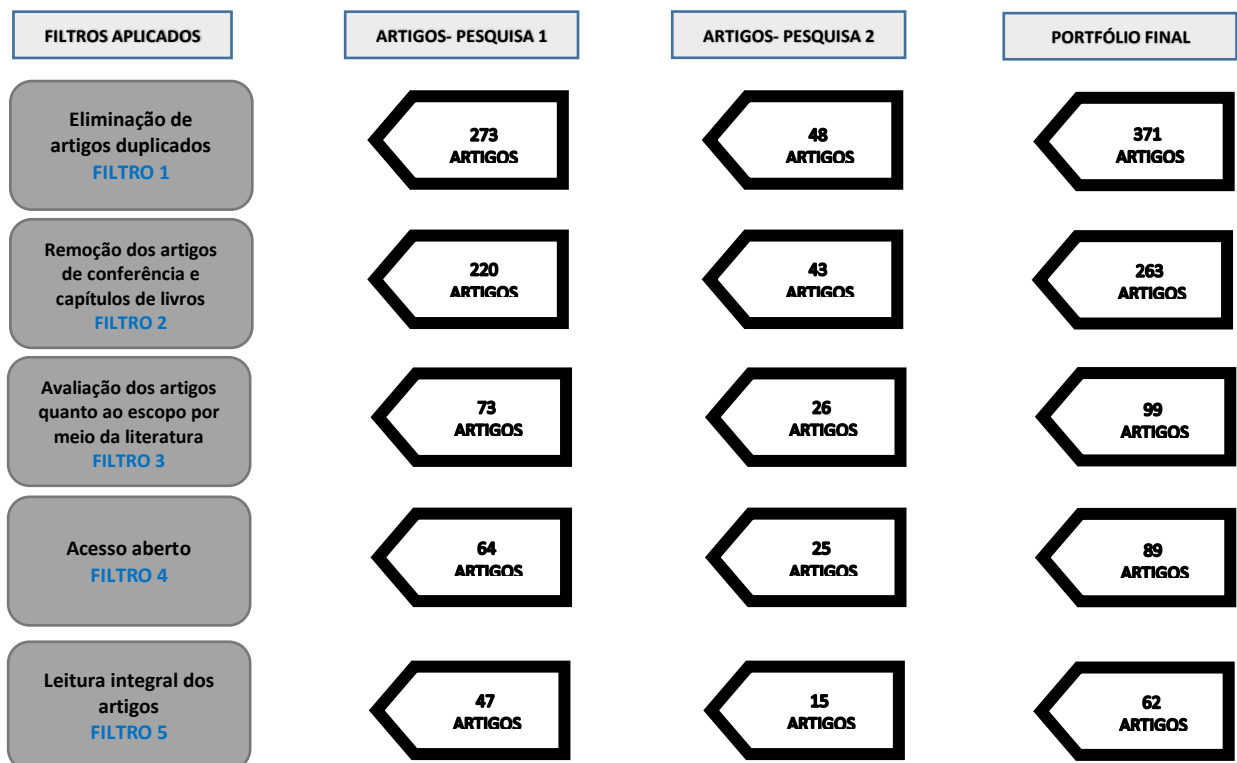 FILTROS APLICADOS
ARTIGOS- PESQUISA 1
ARTIGOS- PESQUISA 2
PORTFÓLIO FINAL
Eliminação de
artigos duplicados
FILTRO 1
273
ARTIGOS
48
ARTIGOS
371
ARTIGOS
Remoção dos artigos
de conferência e
capítulos de livros
FILTRO 2
220
ARTIGOS
43
ARTIGOS
263
ARTIGOS
Avaliação dos artigos
quanto ao escopo por
meio da literatura
FILTRO 3
73
ARTIGOS
26
ARTIGOS
99
ARTIGOS
Acesso aberto
FILTRO 4
64
ARTIGOS
25
ARTIGOS
89
ARTIGOS
Leitura integral dos
artigos
FILTRO 5
47
ARTIGOS
15
ARTIGOS
62
ARTIGOS